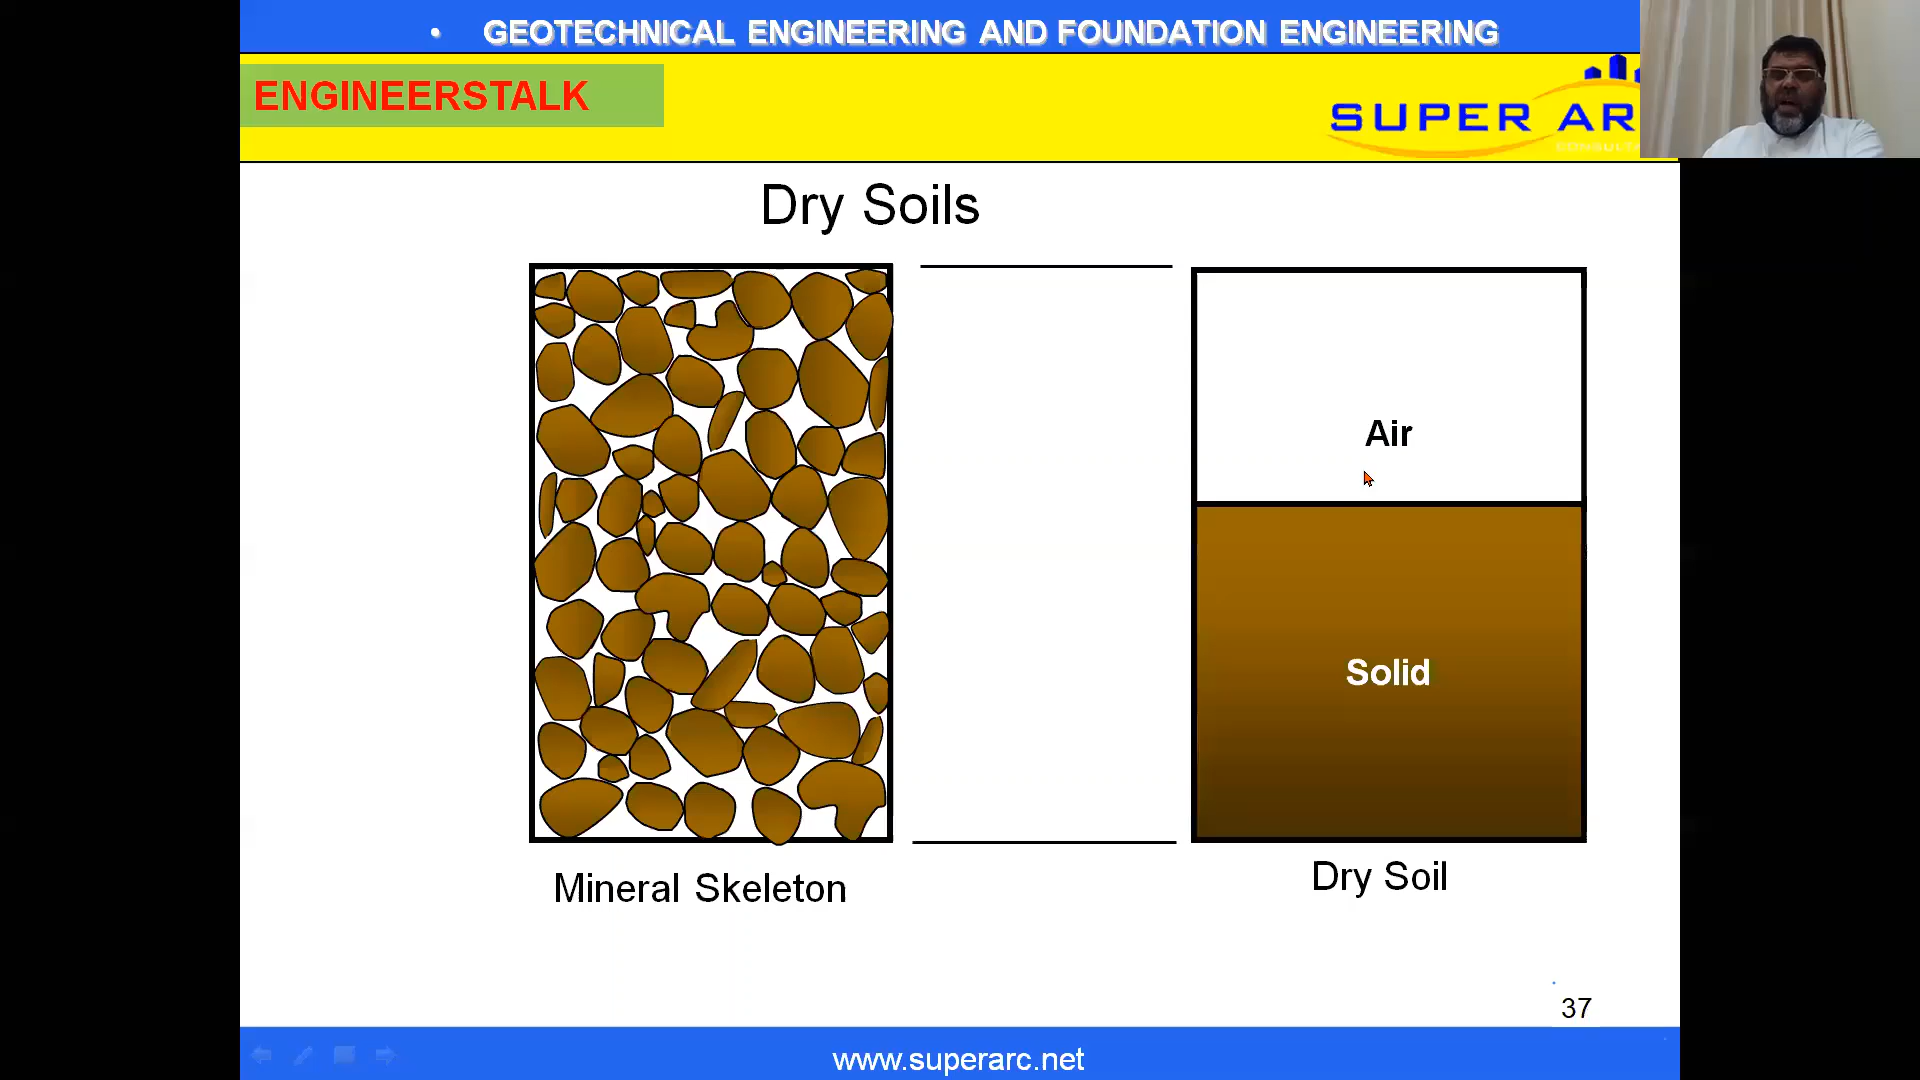 • GEOTECHNICAL ENGINEERING AND FOUNDATION ENGINEERING
ENGINEERSTALK
SUPER AR
Dry Soils
Air
Solid
Mineral Skeleton
Dry Soil
37
www.superarc.net